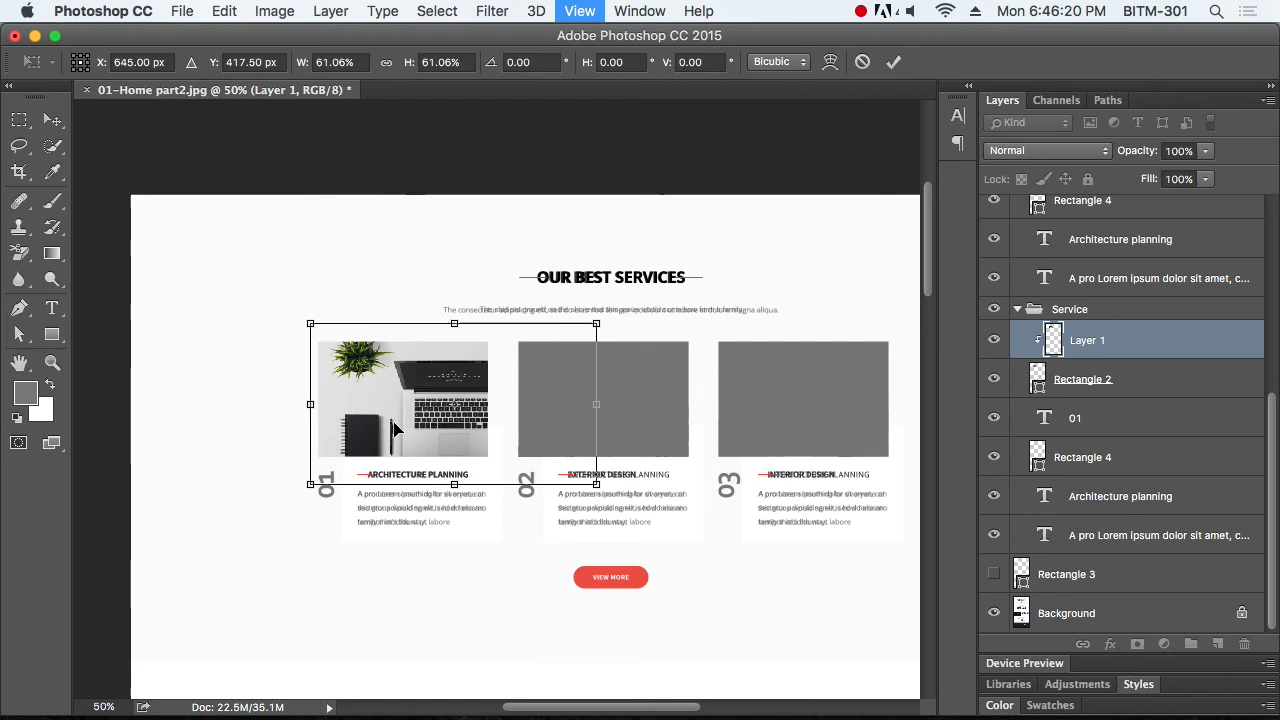 Photoshop CC File Edit Image Layer Type Select Filter 3D View Window Help Mon 6:46:20 PM BITM-301
Adobe Photoshop CC 2015
X: 645.00 px Y: 417.50 px W: 61.06% H: 61.06% 0.00 ° H: 0.00 ° V: 0.00 ° Bicubic
× 01-Home part2.jpg @ 50% (Layer 1, RGB/8) *
Layers Channels Paths
Kind
Normal Opacity: 100%
Lock: Fill: 100%
Rectangle 4
Architecture planning
A pro Lorem Ipsum dolor sit amet, c...
Service
Layer 1
Rectangle 2
01
Rectangle 4
Architecture planning
A pro Lorem Ipsum dolor sit amet, c...
Rectangle 3
Background
Device Preview
Libraries Adjustments Styles
Color Swatches
OUR BEST SERVICES
01 ARCHITECTURE PLANNING
02
03
VIEW MORE
50% Doc: 22.5M/35.1M